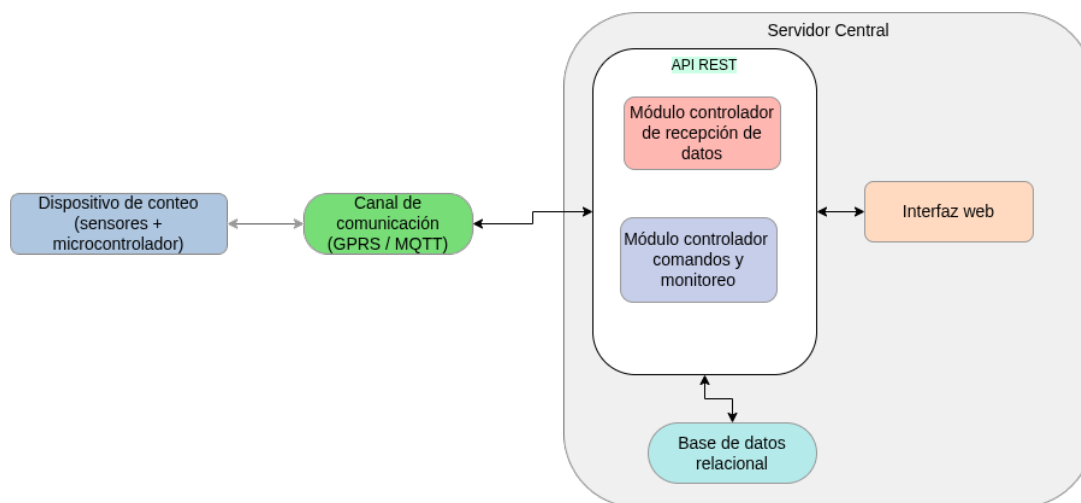 Servidor Central
API REST
Módulo controlador
de recepción de
datos
Dispositivo de conteo
(sensores +
microcontrolador)
Canal de
comunicación
(GPRS / MQTT)
Interfaz web
Módulo controlador
comandos y
monitoreo
Base de datos
relacional